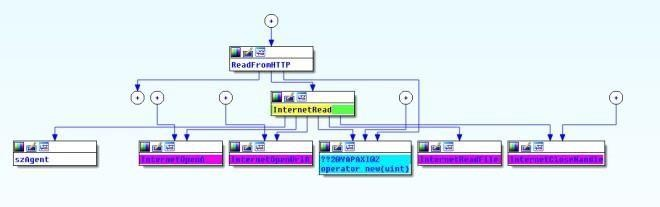 ReadFromHTTP
InternetRead
szAgent
InternetOpenA
InternetOpenUrlA
??2@YAPAXI@Z
operator new(uint)
InternetReadFile
InternetCloseHandle